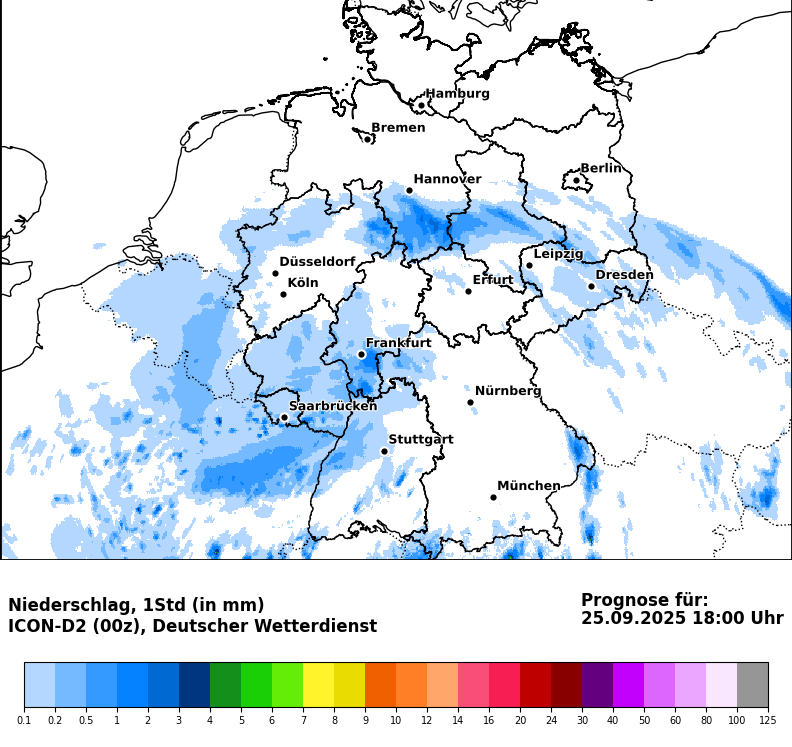 Hamburg
Bremen
Berlin
Hannover
Leipzig
Düsseldorf
Dresden
Köln
Erfurt
Frankfurt
Nürnberg
Saarbrücken
Stuttgart
München
Niederschlag, 1Std (in mm)
ICON-D2 (00z), Deutscher Wetterdienst
Prognose für:
25.09.2025 18:00 Uhr
0.1 0.2 0.5 1 2 3 4 5 6 7 8 9 10 12 14 16 20 24 30 40 50 60 80 100 125